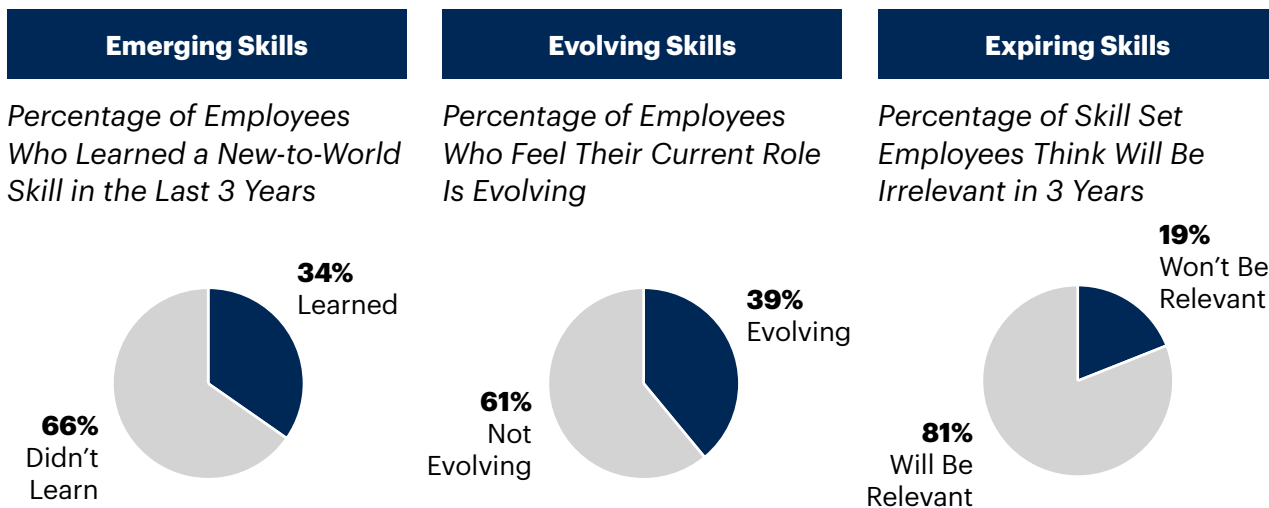 Emerging Skills
Percentage of Employees
Who Learned a New-to-World
Skill in the Last 3 Years
34%
Learned
66%
Didn’t
Learn
Evolving Skills
Percentage of Employees
Who Feel Their Current Role
Is Evolving
39%
Evolving
61%
Not
Evolving
Expiring Skills
Percentage of Skill Set
Employees Think Will Be
Irrelevant in 3 Years
19%
Won’t Be
Relevant
81%
Will Be
Relevant